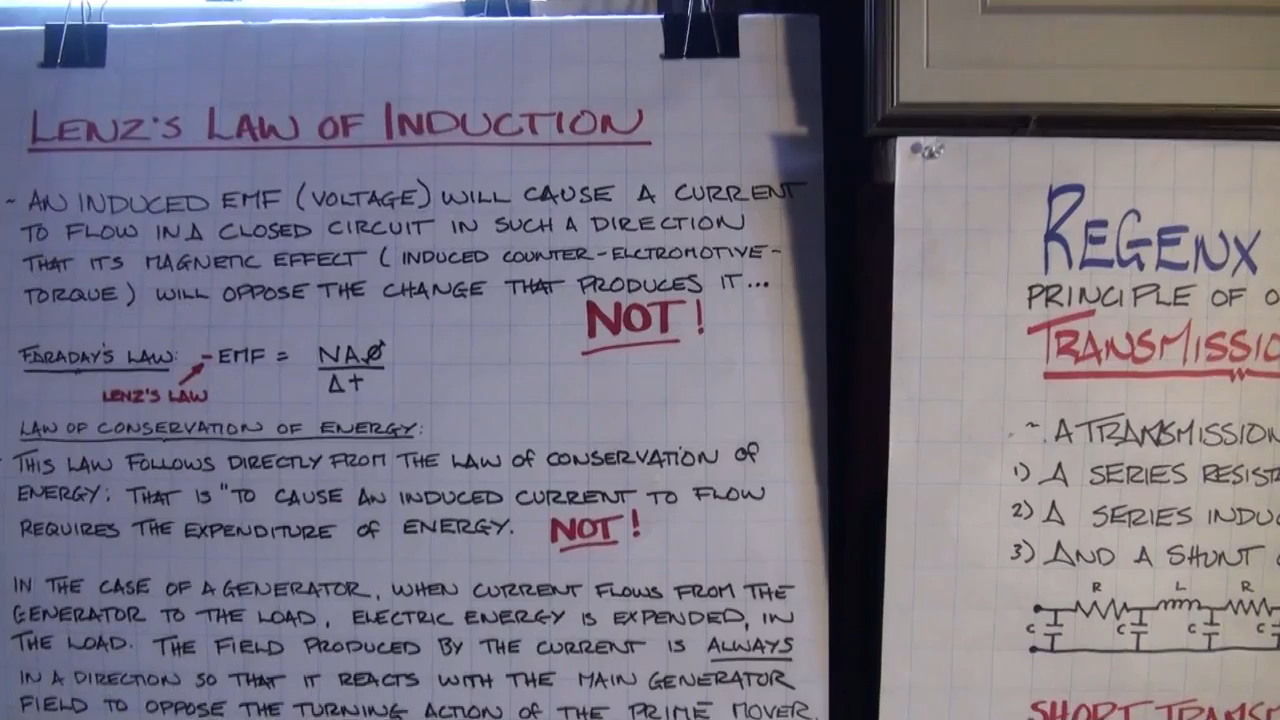 LENZ'S LAW OF INDUCTION
~ AN INDUCED EMF (VOLTAGE) WILL CAUSE A CURRENT
TO FLOW IN A CLOSED CIRCUIT IN SUCH A DIRECTION
THAT ITS MAGNETIC EFFECT (INDUCED COUNTER-ELCTROMOTIVE-
TORQUE) WILL OPPOSE THE CHANGE THAT PRODUCES IT...
NOT!
FARADAY'S LAW: -EMF = NΔØ
Δt
LENZ'S LAW
LAW OF CONSERVATION OF ENERGY:
THIS LAW FOLLOWS DIRECTLY FROM THE LAW OF CONSERVATION OF
ENERGY; THAT IS "TO CAUSE AN INDUCED CURRENT TO FLOW
REQUIRES THE EXPENDITURE OF ENERGY. NOT!
IN THE CASE OF A GENERATOR, WHEN CURRENT FLOWS FROM THE
GENERATOR TO THE LOAD, ELECTRIC ENERGY IS EXPENDED, IN
THE LOAD. THE FIELD PRODUCED BY THE CURRENT IS ALWAYS
IN A DIRECTION SO THAT IT REACTS WITH THE MAIN GENERATOR
FIELD TO OPPOSE THE TURNING ACTION OF THE PRIME MOVER.
REGENX
PRINCIPLE OF O
TRANSMISSIO
~ A TRANSMISSION
1) A SERIES RESIST
2) A SERIES INDUC
3) AND A SHUNT
R L R
C C C C
SHORT TRANSM